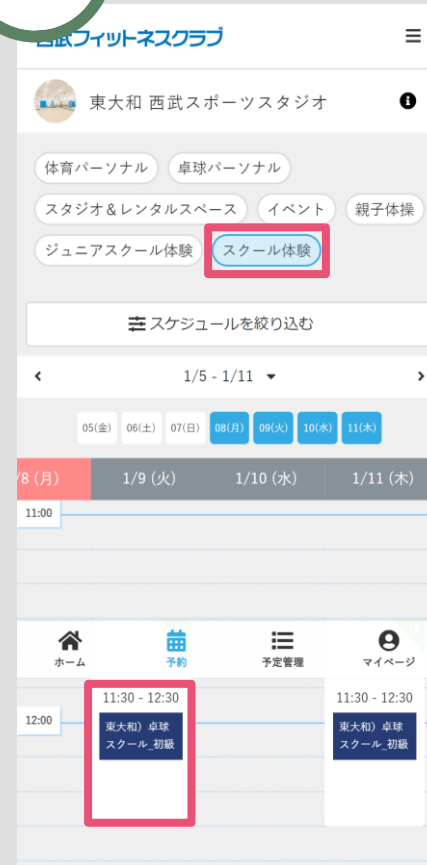 西武フィットネスクラブ
東大和 西武スポーツスタジオ
体育パーソナル 卓球パーソナル
スタジオ&レンタルスペース イベント 親子体操
ジュニアスクール体験 スクール体験
スケジュールを絞り込む
1/5 - 1/11
05(金) 06(土) 07(日) 08(月) 09(火) 10(水) 11(木)
/8 (月) 1/9 (火) 1/10 (水) 1/11 (木)
11:00
ホーム 予約 予定管理 マイページ
11:30 - 12:30 11:30 - 12:30
12:00 東大和) 卓球 東大和) 卓球
スクール_初級 スクール_初級